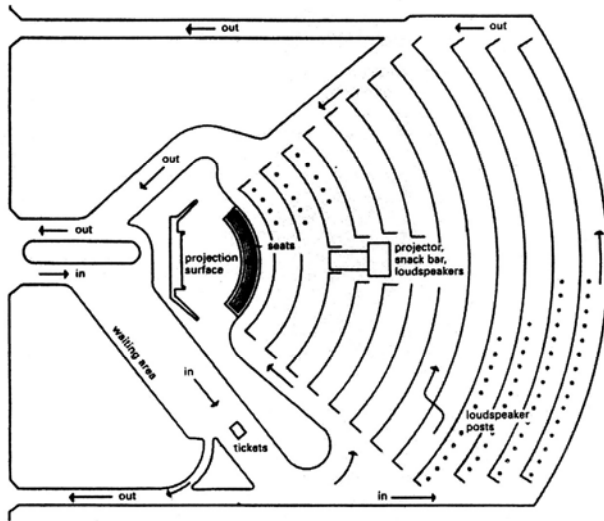 out
out
out
out
out
in
projection
surface
seats
projector,
snack bar,
loudspeakers
waiting area
in
tickets
loudspeaker
posts
out
in